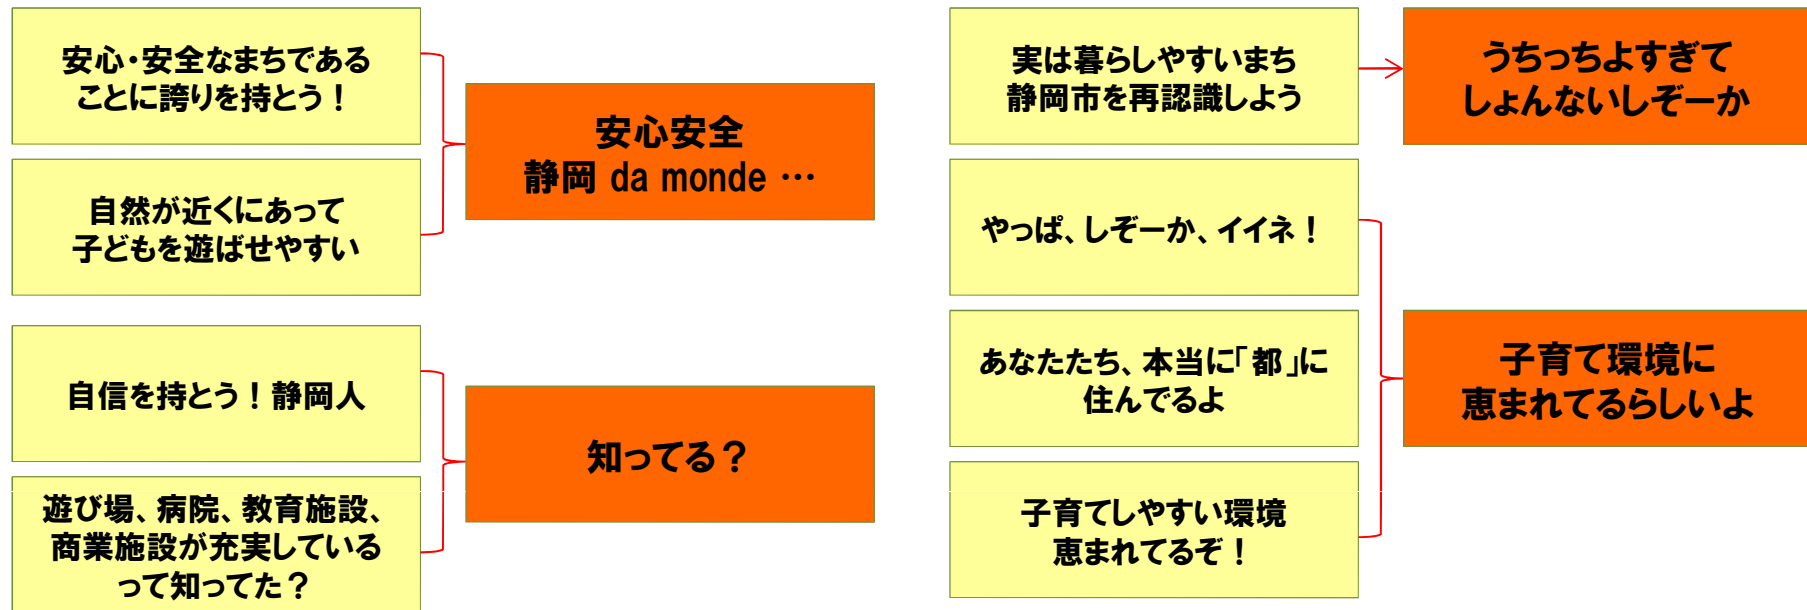 安心・安全なまちである
ことに誇りを持とう！
自然が近くにあって
子どもを遊ばせやすい
安心安全
静岡 da monde …
自信を持とう！静岡人
遊び場、病院、教育施設、
商業施設が充実している
って知ってた？
知ってる？
実は暮らしやすいまち
静岡市を再認識しよう
うちっちよすぎて
しょんないしぞーか
やっぱ、しぞーか、イイネ！
あなたたち、本当に「都」に
住んでるよ
子育てしやすい環境
恵まれてるぞ！
子育て環境に
恵まれてるらしいよ